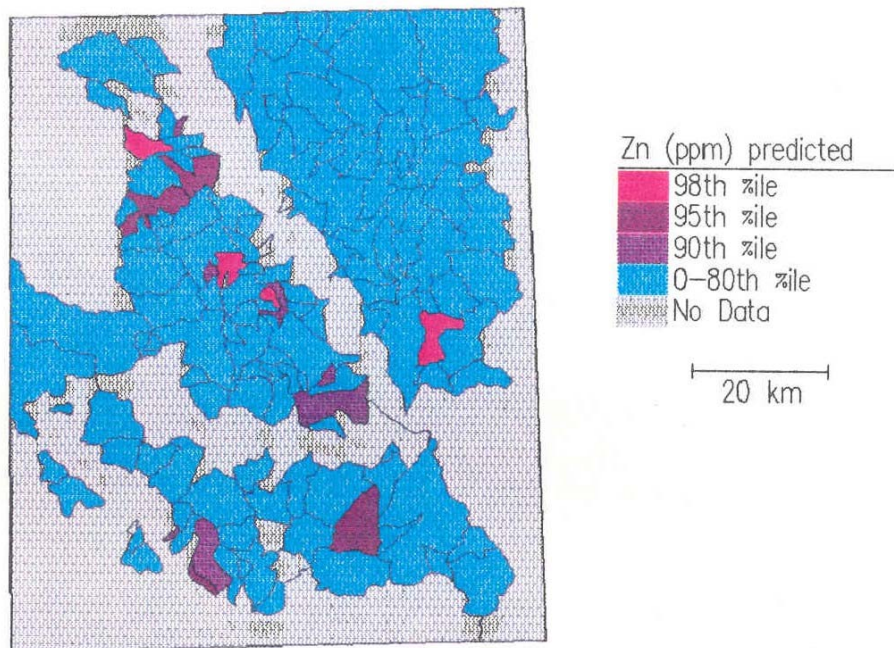 Zn (ppm) predicted
98th %ile
95th %ile
90th %ile
0-80th %ile
No Data
20 km